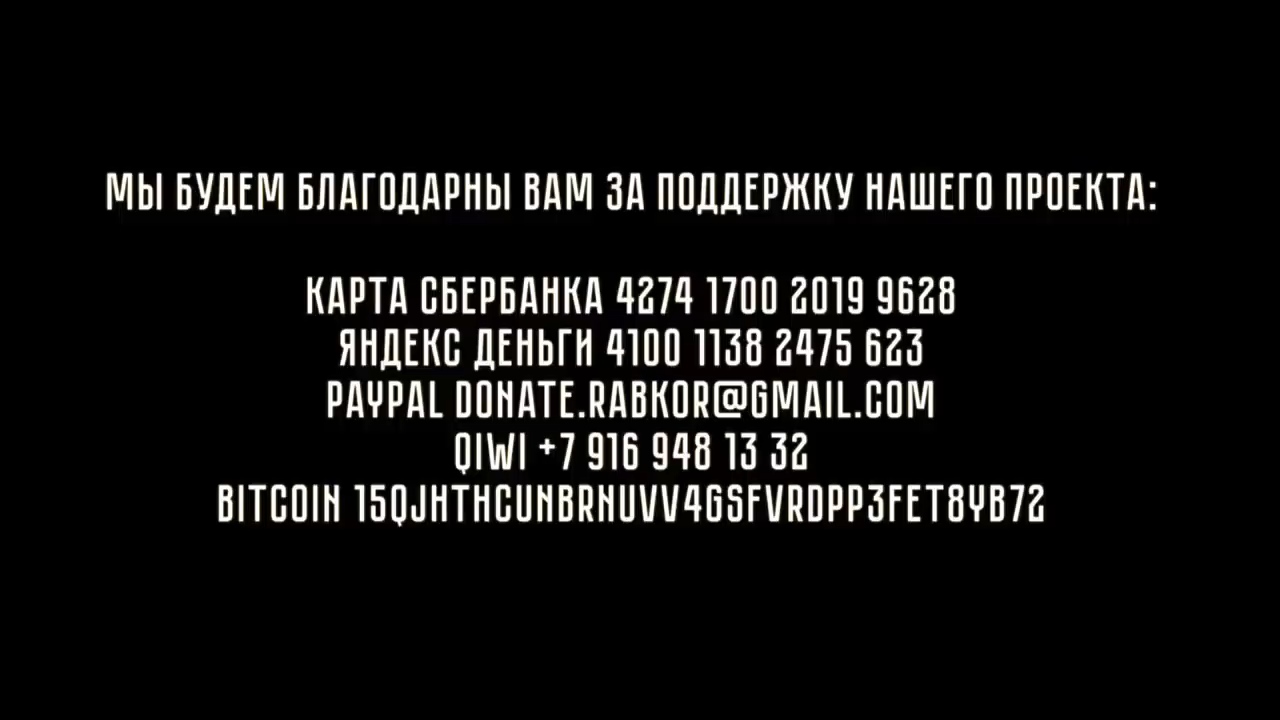 МЫ БУДЕМ БЛАГОДАРНЫ ВАМ ЗА ПОДДЕРЖКУ НАШЕГО ПРОЕКТА:
КАРТА СБЕРБАНКА 4274 1700 2019 9628
ЯНДЕКС ДЕНЬГИ 4100 1138 2475 623
PAYPAL DONATE.RABKOR@GMAIL.COM
QIWI +7 916 948 13 32
BITCOIN 15QJHTHCUNBRNUVV4GSFVRDPP3FET8YB72